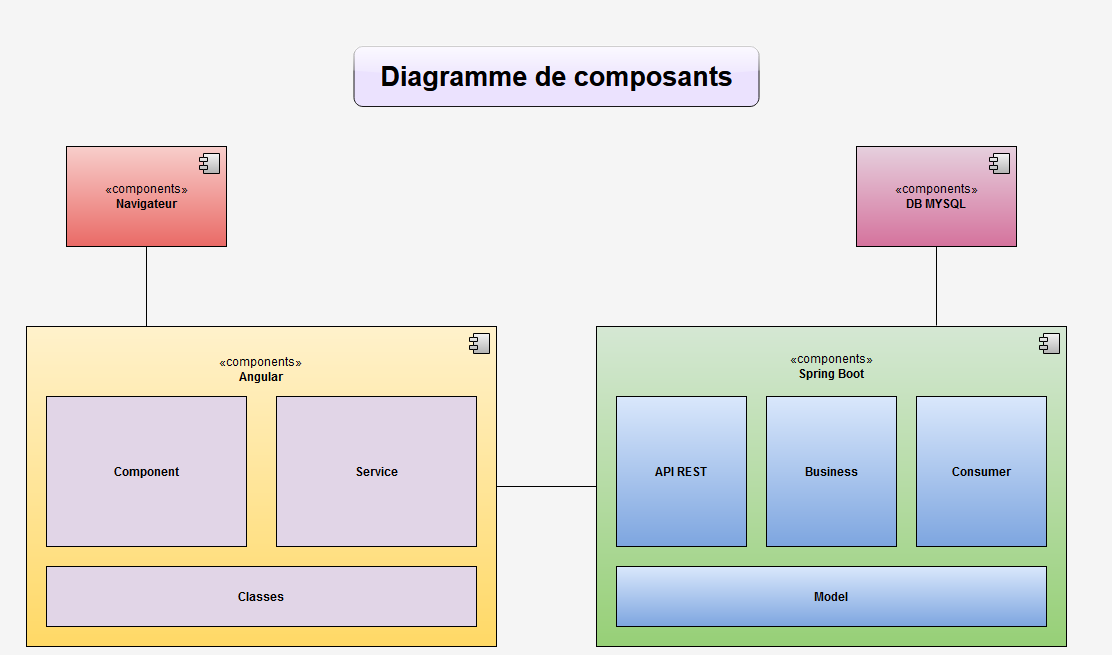 Diagramme de composants
«components»
Navigateur
«components»
DB MYSQL
«components»
Angular
Component
Service
Classes
«components»
Spring Boot
API REST
Business
Consumer
Model